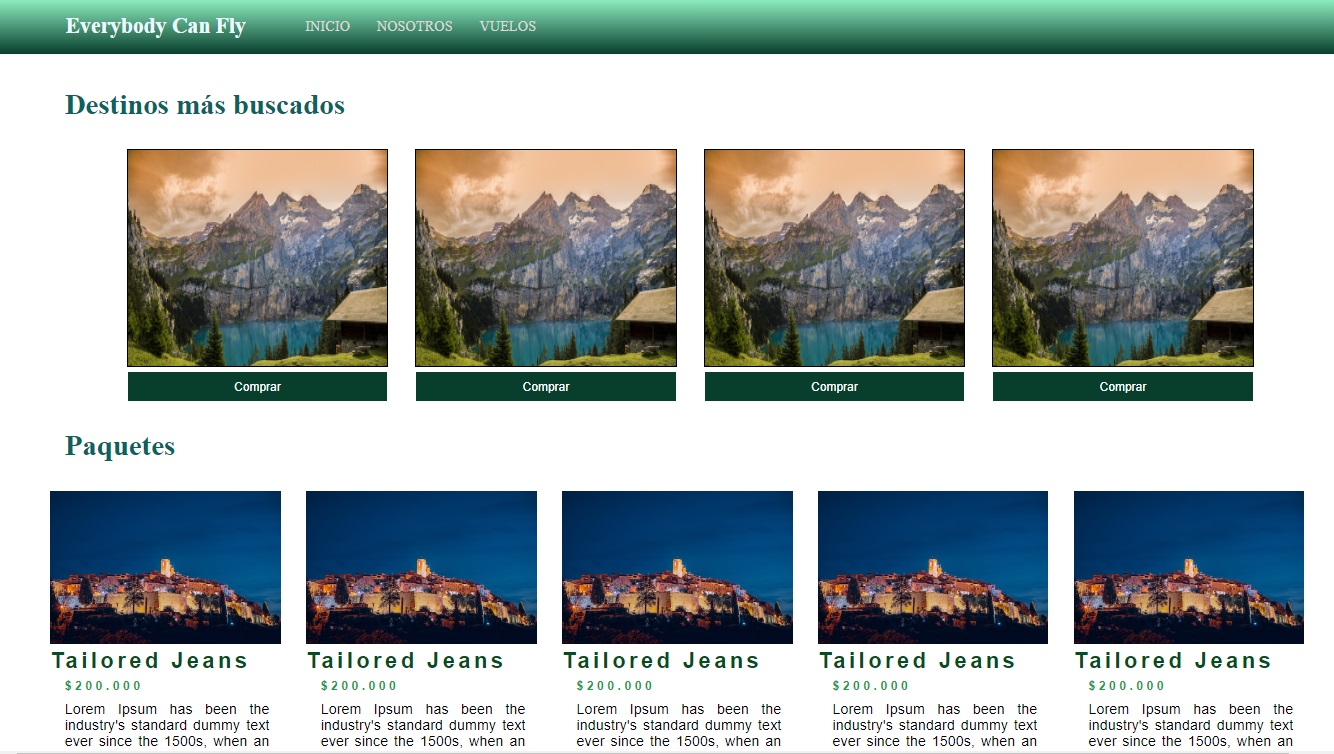 Everybody Can Fly INICIO NOSOTROS VUELOS
Destinos más buscados
Comprar Comprar Comprar Comprar
Paquetes
Tailored Jeans Tailored Jeans Tailored Jeans Tailored Jeans Tailored Jeans
$200.000 $200.000 $200.000 $200.000 $200.000
Lorem Ipsum has been the
industry's standard dummy text
ever since the 1500s, when an
Lorem Ipsum has been the
industry's standard dummy text
ever since the 1500s, when an
Lorem Ipsum has been the
industry's standard dummy text
ever since the 1500s, when an
Lorem Ipsum has been the
industry's standard dummy text
ever since the 1500s, when an
Lorem Ipsum has been the
industry's standard dummy text
ever since the 1500s, when an